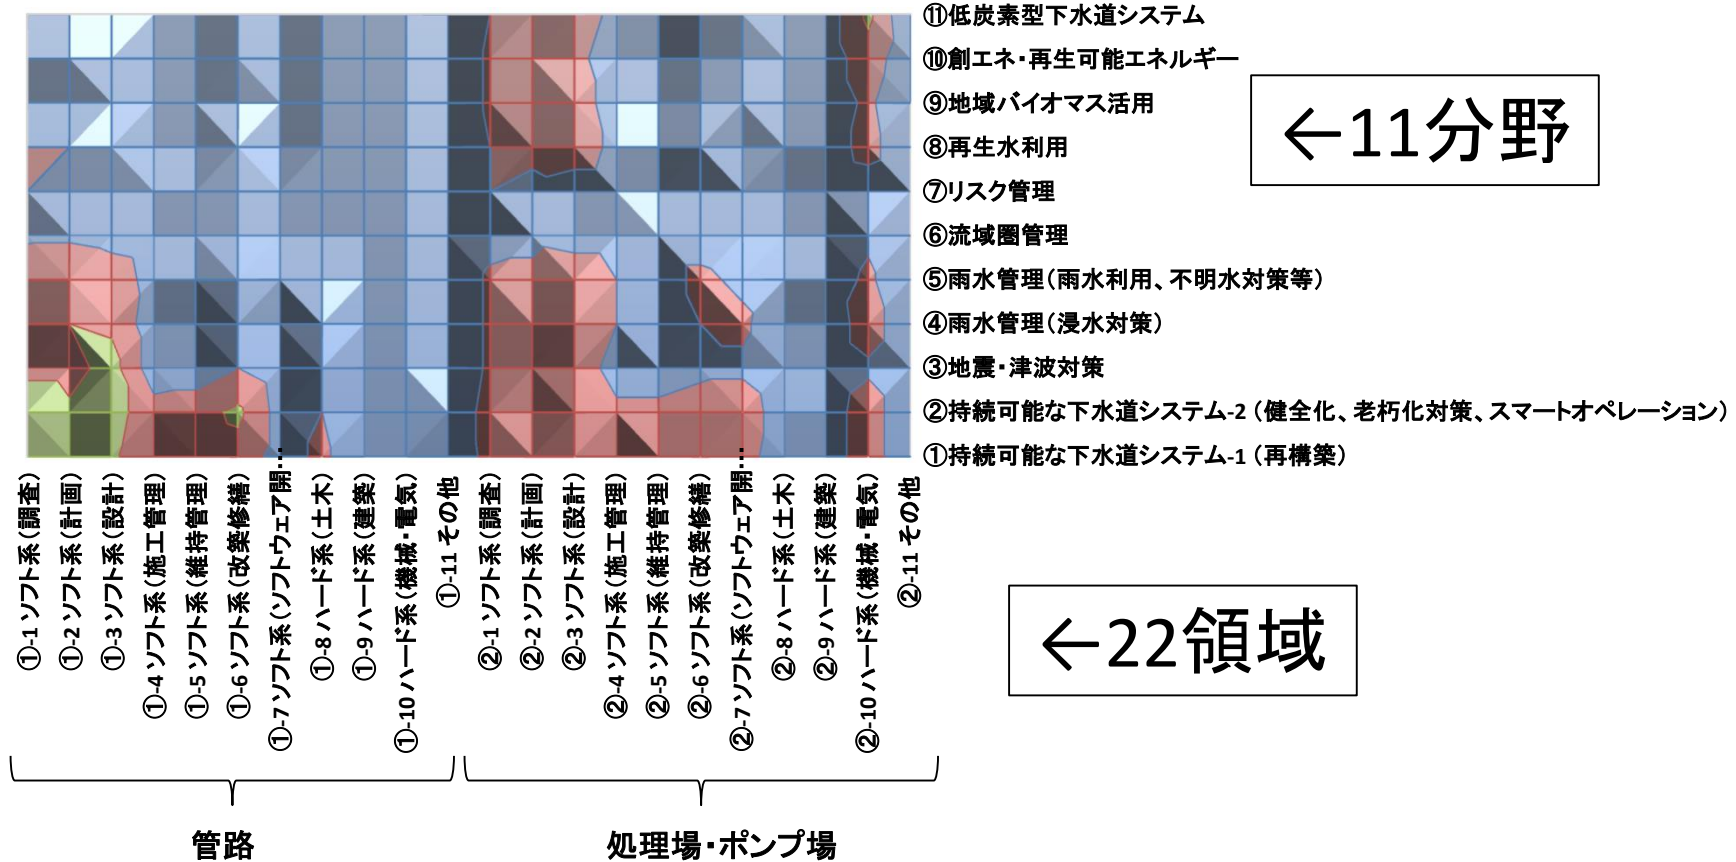 ⑪低炭素型下水道システム
⑩創エネ・再生可能エネルギー
⑨地域バイオマス活用
⑧再生水利用
⑦リスク管理
⑥流域圏管理
⑤雨水管理（雨水利用、不明水対策等）
④雨水管理（浸水対策）
③地震・津波対策
②持続可能な下水道システム-2（健全化、老朽化対策、スマートオペレーション）
①持続可能な下水道システム-1（再構築）
←11分野
①-1 ソフト系（調査）
①-2 ソフト系（計画）
①-3 ソフト系（設計）
①-4 ソフト系（施工管理）
①-5 ソフト系（維持管理）
①-6 ソフト系（改築修繕）
①-7 ソフト系（ソフトウェア開…
①-8 ハード系（土木）
①-9 ハード系（建築）
①-10 ハード系（機械・電気）
①-11 その他
②-1 ソフト系（調査）
②-2 ソフト系（計画）
②-3 ソフト系（設計）
②-4 ソフト系（施工管理）
②-5 ソフト系（維持管理）
②-6 ソフト系（改築修繕）
②-7 ソフト系（ソフトウェア開…
②-8 ハード系（土木）
②-9 ハード系（建築）
②-10 ハード系（機械・電気）
②-11 その他
←22領域
管路
処理場・ポンプ場